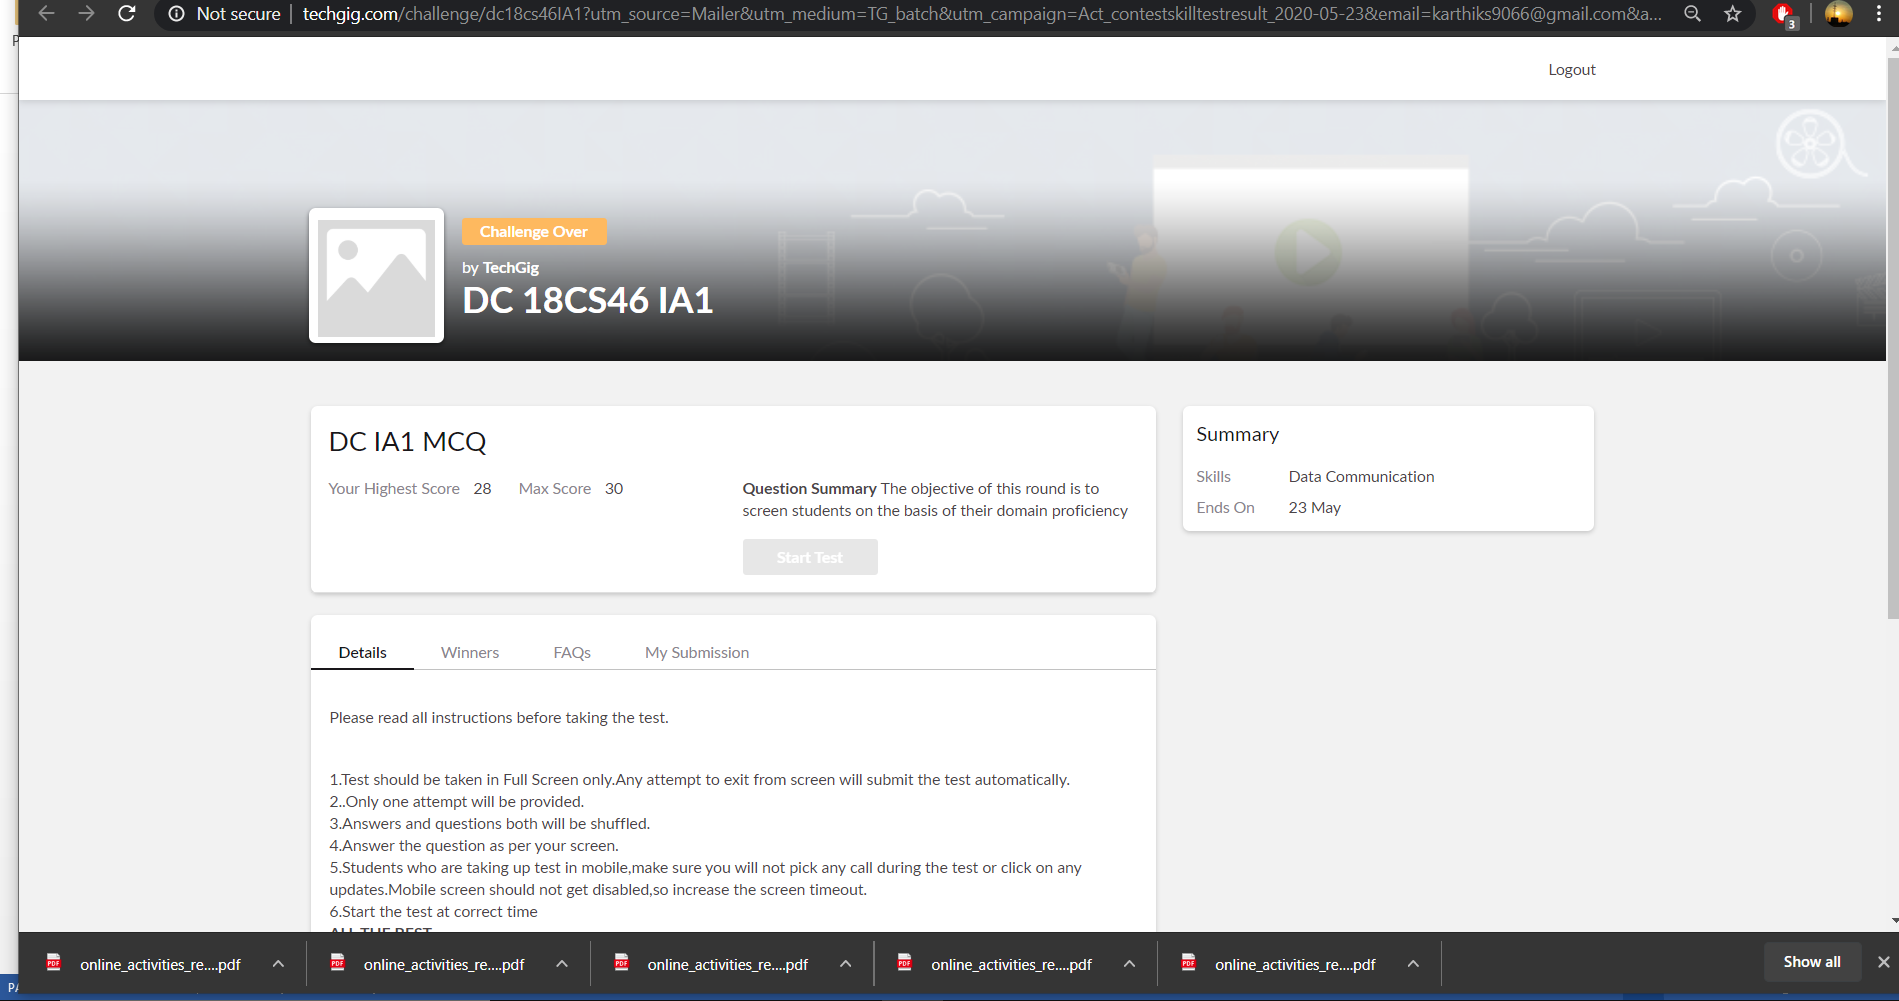 Not secure | techgig.com/challenge/dc18cs46IA1?utm_source=Mailer&utm_medium=TG_batch&utm_campaign=Act_contestskilltestresult_2020-05-23&email=karthiks9066@gmail.com&a...
3
Logout
Challenge Over
by TechGig
DC 18CS46 IA1
DC IA1 MCQ
Your Highest Score 28 Max Score 30
Question Summary The objective of this round is to
screen students on the basis of their domain proficiency
Start Test
Summary
Skills Data Communication
Ends On 23 May
Details Winners FAQs My Submission
Please read all instructions before taking the test.
1.Test should be taken in Full Screen only.Any attempt to exit from screen will submit the test automatically.
2..Only one attempt will be provided.
3.Answers and questions both will be shuffled.
4.Answer the question as per your screen.
5.Students who are taking up test in mobile,make sure you will not pick any call during the test or click on any
updates.Mobile screen should not get disabled,so increase the screen timeout.
6.Start the test at correct time
ALL THE BEST
online_activities_re....pdf online_activities_re....pdf online_activities_re....pdf online_activities_re....pdf online_activities_re....pdf Show all